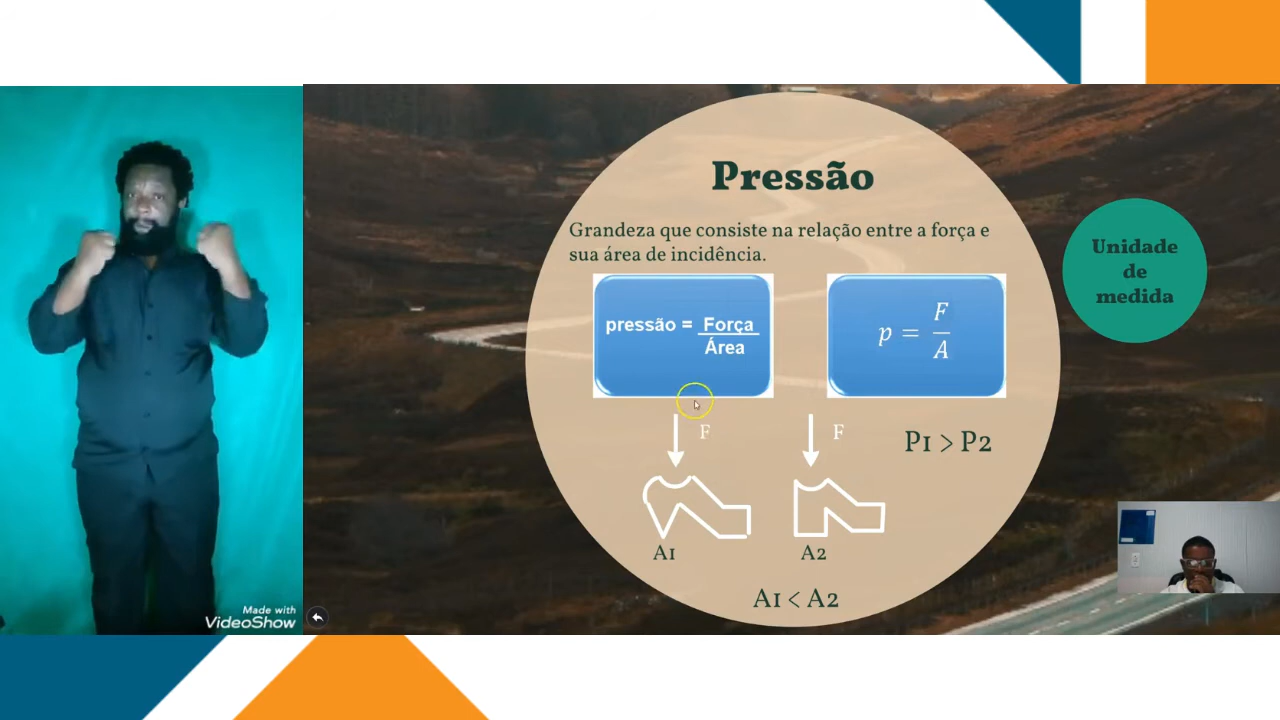 Pressão
Grandeza que consiste na relação entre a força e
sua área de incidência.
pressão = Força
Área
p = F
A
Unidade
de
medida
F
F
P1 > P2
A1
A2
A1 < A2
Made with
VideoShow